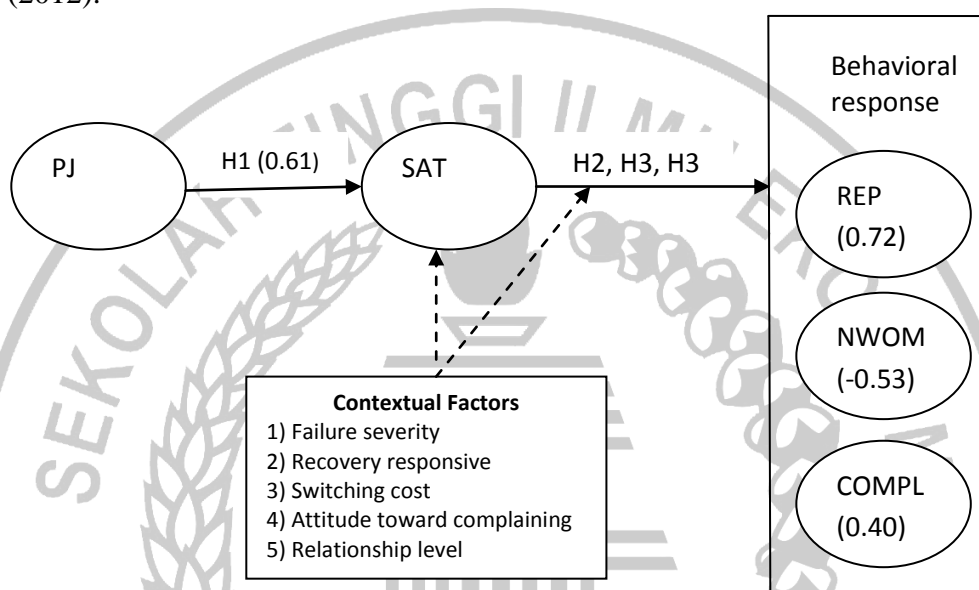 (2012).
Behavioral
response
PJ
H1 (0.61)
SAT
H2, H3, H3
REP
(0.72)
NWOM
(-0.53)
COMPL
(0.40)
Contextual Factors
1) Failure severity
2) Recovery responsive
3) Switching cost
4) Attitude toward complaining
5) Relationship level